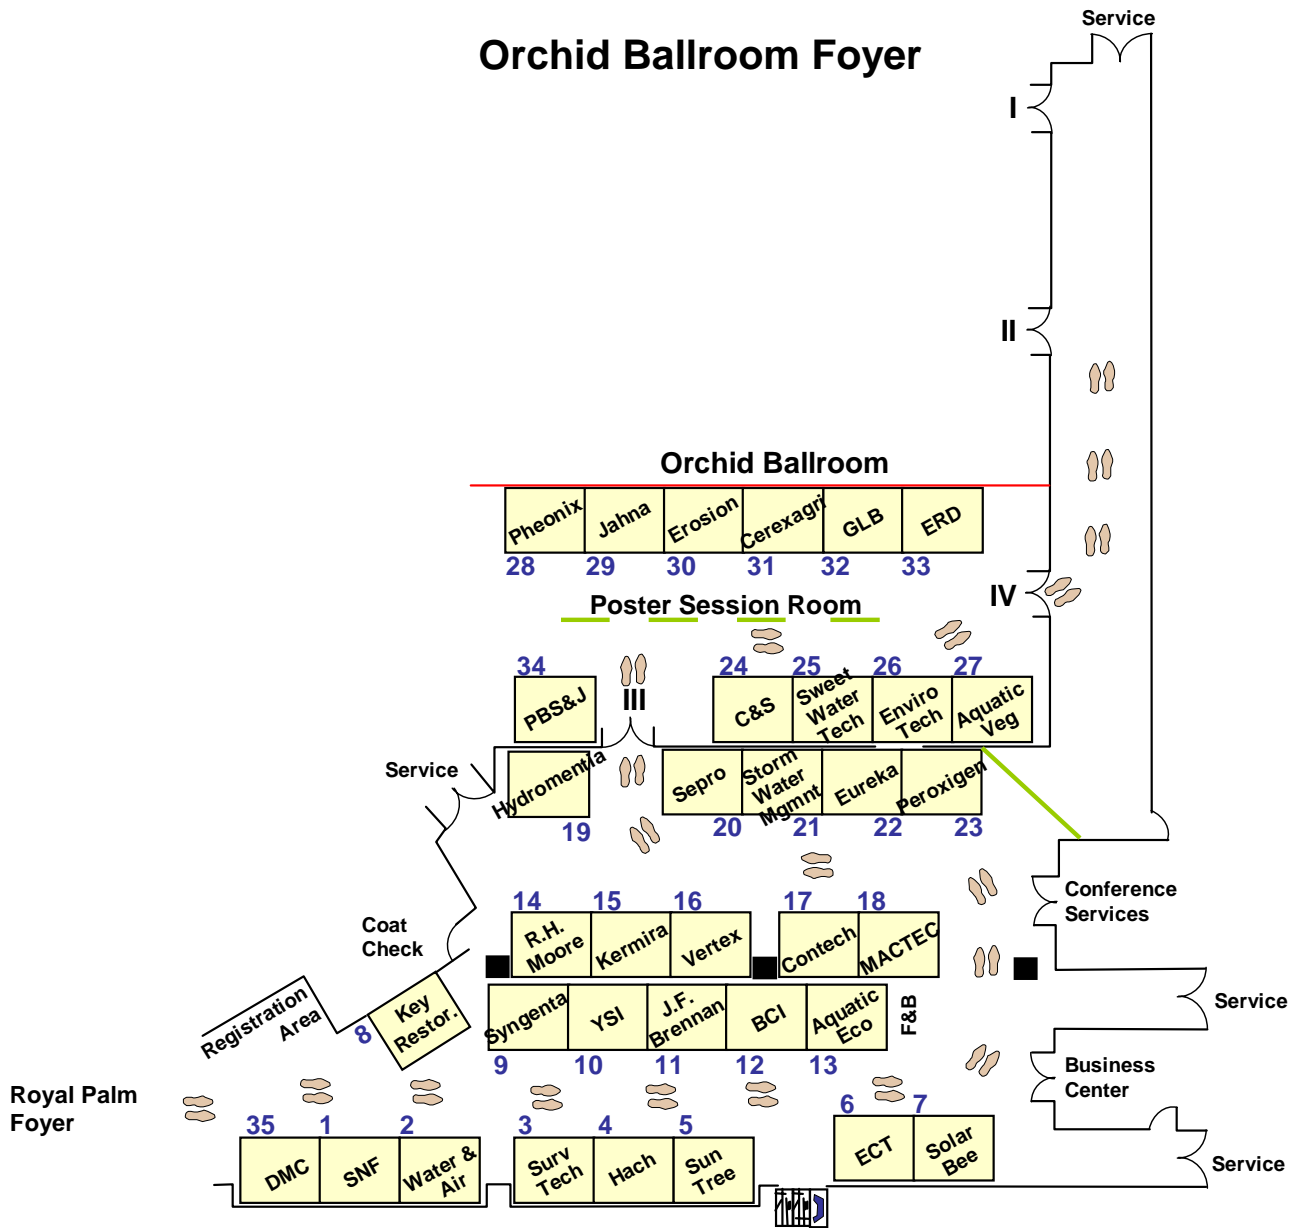 Service
Orchid Ballroom Foyer
I
II
Orchid Ballroom
Pheonix
Jahna
Erosion
Cerexagri
GLB
ERD
28
29
30
31
32
33
Poster Session Room
IV
34
24
25
26
27
PBS&J
III
C&S
Sweet
Water
Tech
Enviro
Tech
Aquatic
Veg
Service
Hydromentia
Sepro
Storm
Water
Mgmnt
Eureka
Peroxigen
19
20
21
22
23
14
15
16
17
18
Conference
Services
Coat
Check
R.H.
Moore
Kermira
Vertex
Contech
MACTEC
Registration
Area
8
Key
Restor.
Syngenta
YSI
J.F.
Brennan
BCI
Aquatic
Eco
F&B
Service
9
10
11
12
13
Business
Center
Royal Palm
Foyer
35
1
2
3
4
5
6
7
DMC
SNF
Water &
Air
Surv
Tech
Hach
Sun
Tree
ECT
Solar
Bee
Service